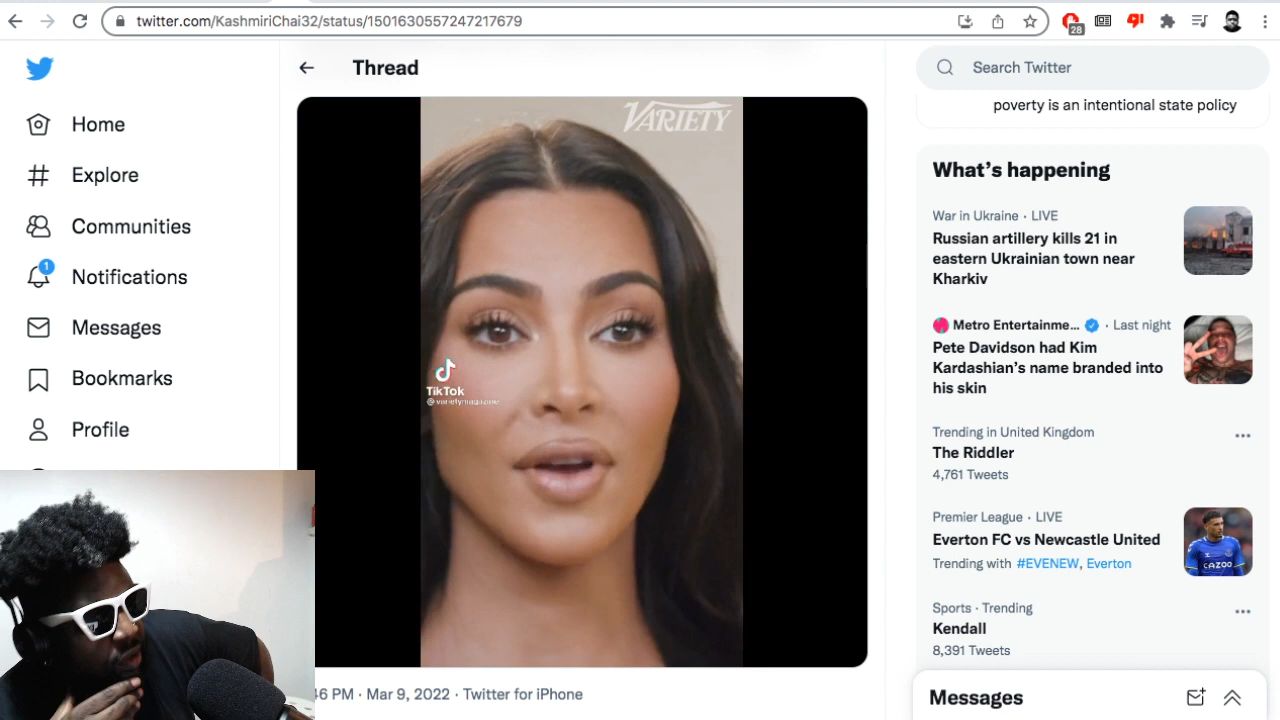 twitter.com/KashmiriChai32/status/1501630557247217679
28
Home
Explore
Communities
1
Notifications
Messages
Bookmarks
Profile
Thread
VARIETY
TikTok
@varietymagazine
46 PM · Mar 9, 2022 · Twitter for iPhone
Search Twitter
poverty is an intentional state policy
What's happening
War in Ukraine · LIVE
Russian artillery kills 21 in
eastern Ukrainian town near
Kharkiv
Metro Entertainme... · Last night
Pete Davidson had Kim
Kardashian's name branded into
his skin
Trending in United Kingdom
The Riddler
4,761 Tweets
Premier League · LIVE
Everton FC vs Newcastle United
Trending with #EVENEW, Everton
CAZOO
Sports · Trending
Kendall
8,391 Tweets
Messages